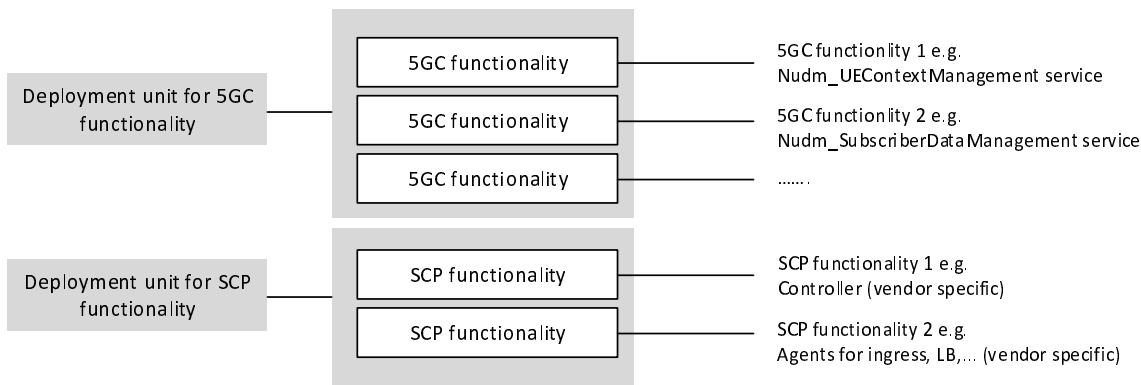 Deployment unit for 5GC
functionality
5GC functionality
5GC functionality
5GC functionality
5GC functionlity 1 e.g.
Nudm_UEContextManagement service
5GC functionlity 2 e.g.
Nudm_SubscriberDataManagement service
…….
Deployment unit for SCP
functionality
SCP functionality
SCP functionality
SCP functionality 1 e.g.
Controller (vendor specific)
SCP functionality 2 e.g.
Agents for ingress, LB,... (vendor specific)